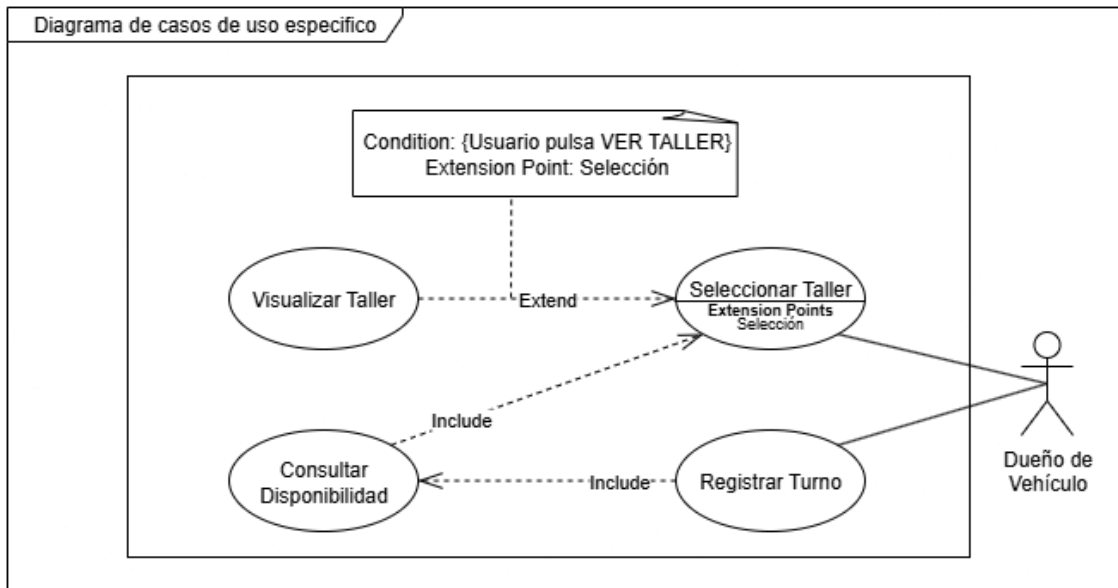 Diagrama de casos de uso especifico
Condition: {Usuario pulsa VER TALLER}
Extension Point: Selección
Visualizar Taller
Extend
Seleccionar Taller
Extension Points
Selección
Include
Consultar
Disponibilidad
Include
Registrar Turno
Dueño de
Vehículo